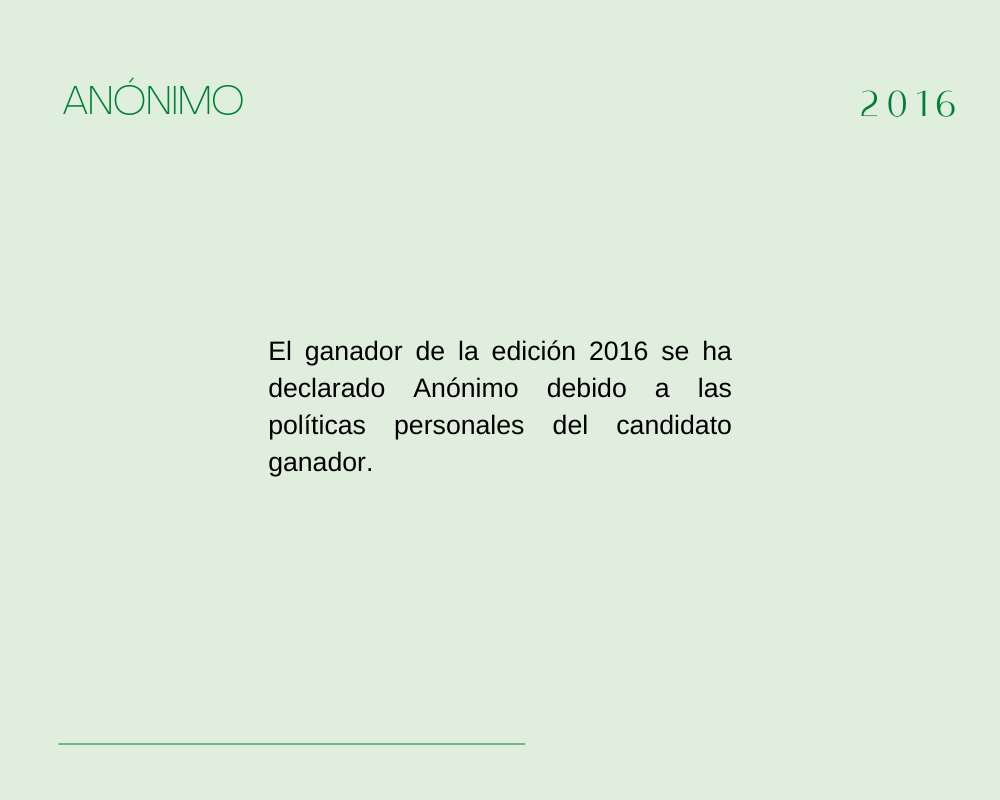 ANÓNIMO
2016
El ganador de la edición 2016 se ha
declarado Anónimo debido a las
políticas personales del candidato
ganador.